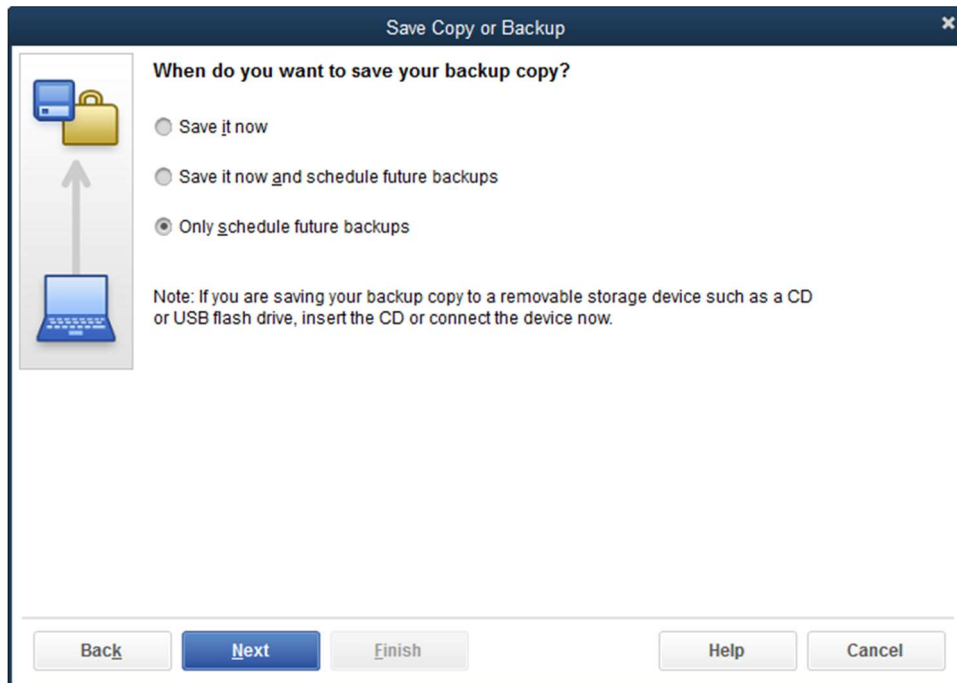 Save Copy or Backup
When do you want to save your backup copy?
Save it now
Save it now and schedule future backups
Only schedule future backups
Note: If you are saving your backup copy to a removable storage device such as a CD
or USB flash drive, insert the CD or connect the device now.
Back Next Finish Help Cancel